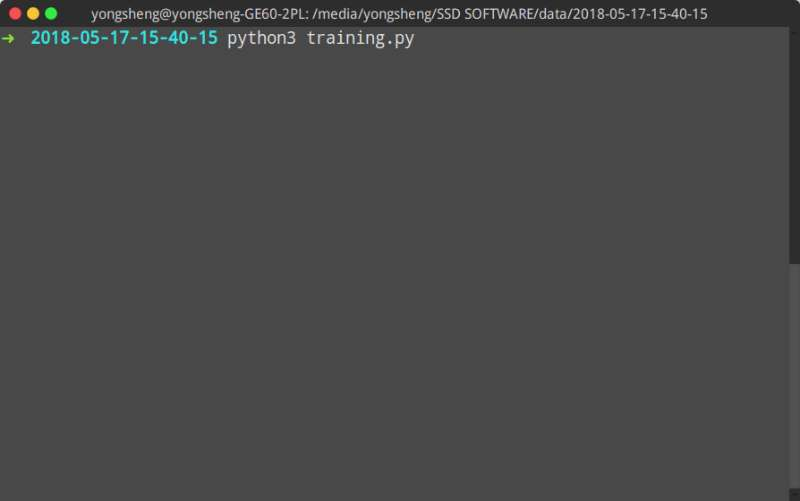 yongsheng@yongsheng-GE60-2PL: /media/yongsheng/SSD SOFTWARE/data/2018-05-17-15-40-15
➜ 2018-05-17-15-40-15 python3 training.py